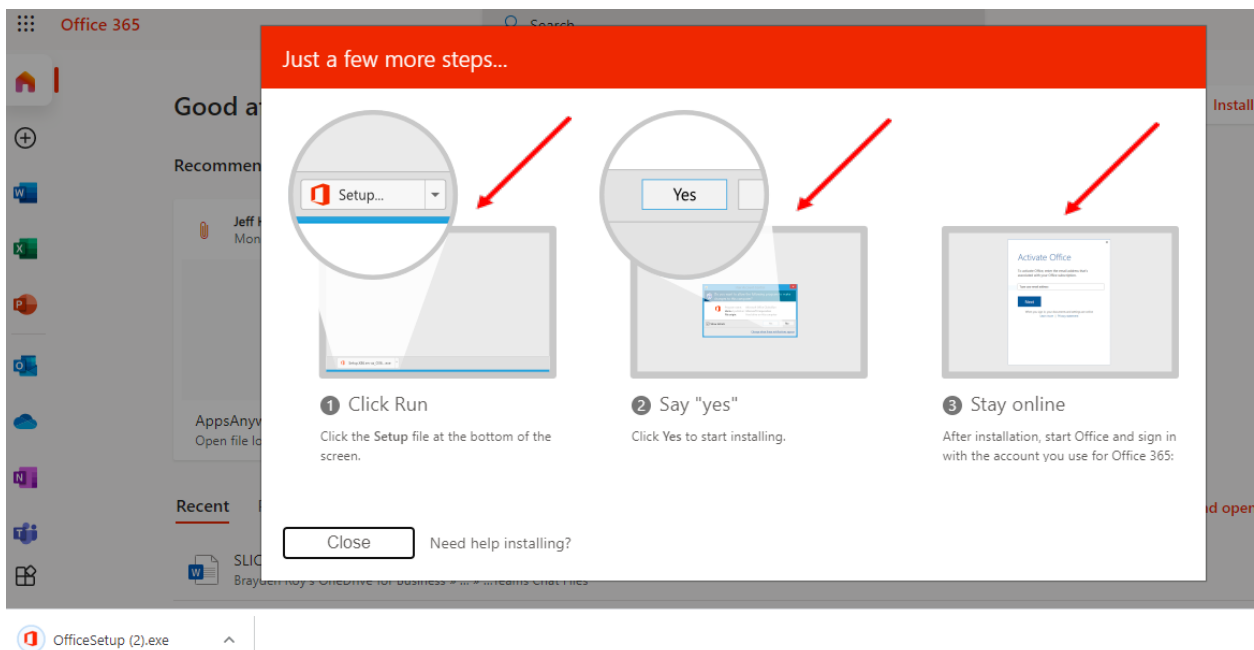 Office 365
Search
Just a few more steps...
Good a
Install
Recommen
Setup...
Yes
Jeff
Mon
Activate Office
AppsAnyw
Open file lo
1 Click Run
Click the Setup file at the bottom of the
screen.
2 Say "yes"
Click Yes to start installing.
3 Stay online
After installation, start Office and sign in
with the account you use for Office 365:
Recent
nd open
Close
Need help installing?
SLIC
Brayden Roy's OneDrive for Business » ... » ...Teams Chat Files
OfficeSetup (2).exe